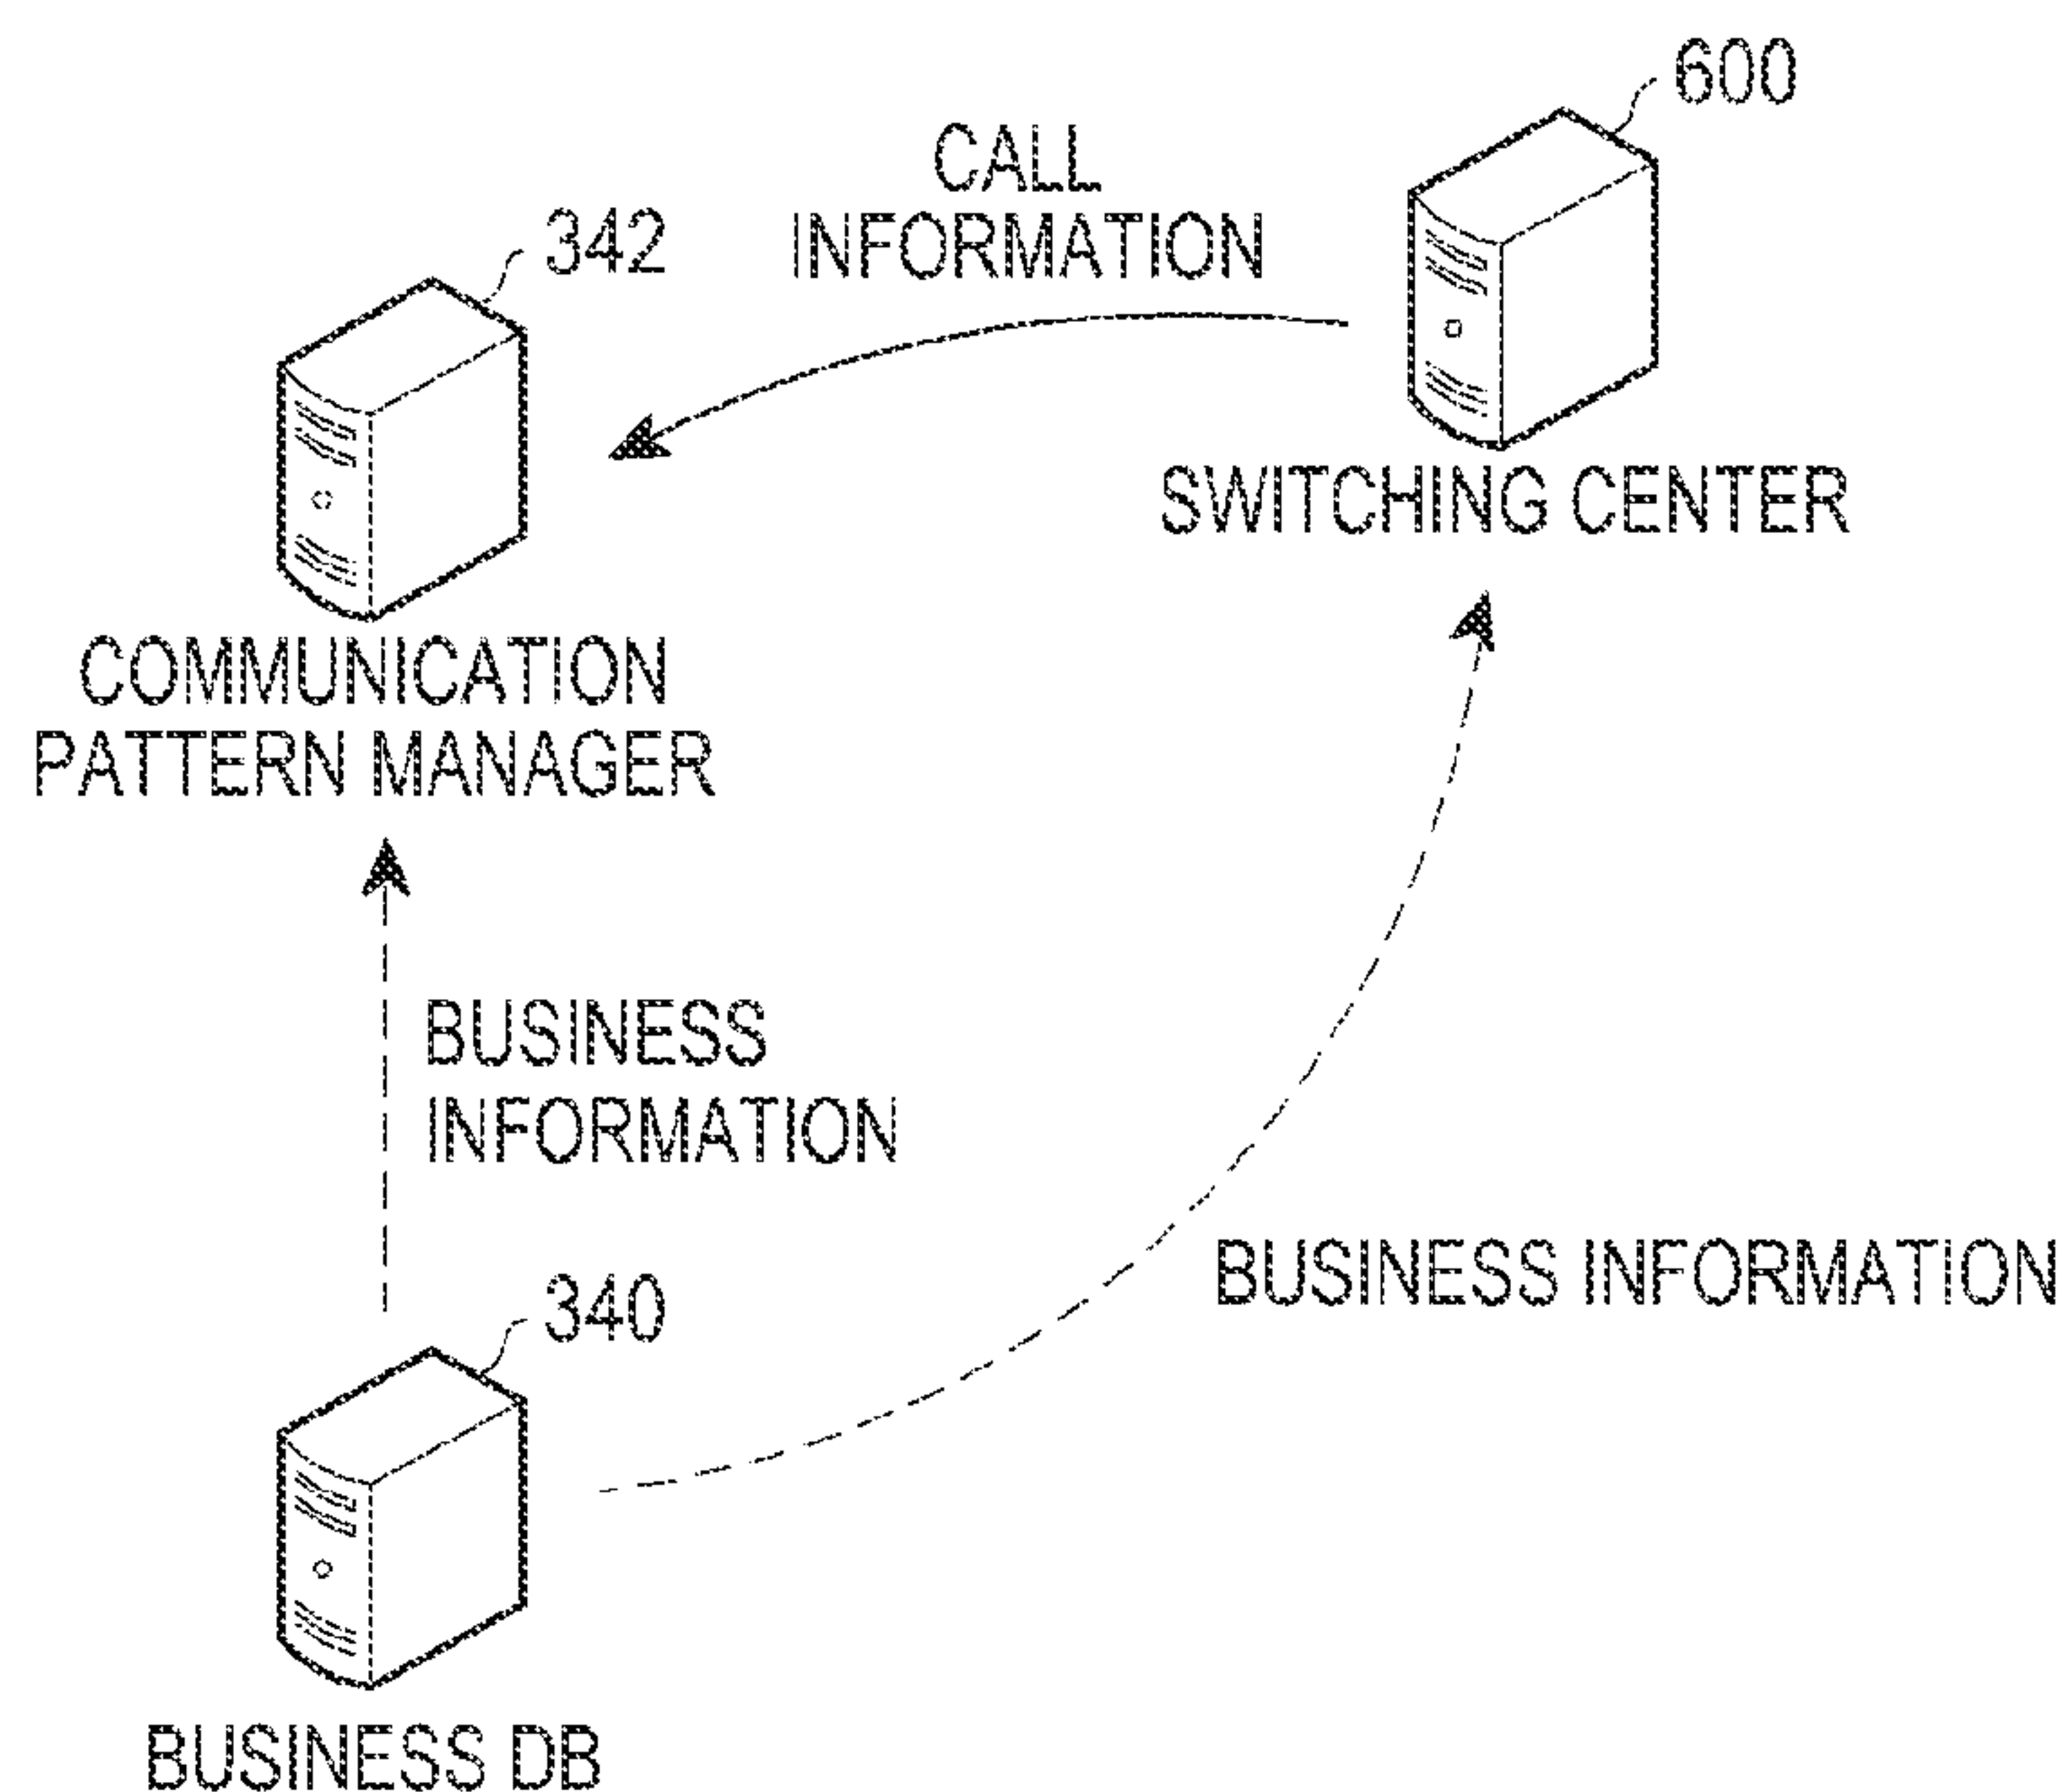 600
CALL
INFORMATION
342
SWITCHING CENTER
COMMUNICATION
PATTERN MANAGER
BUSINESS
INFORMATION
BUSINESS INFORMATION
340
BUSINESS DB